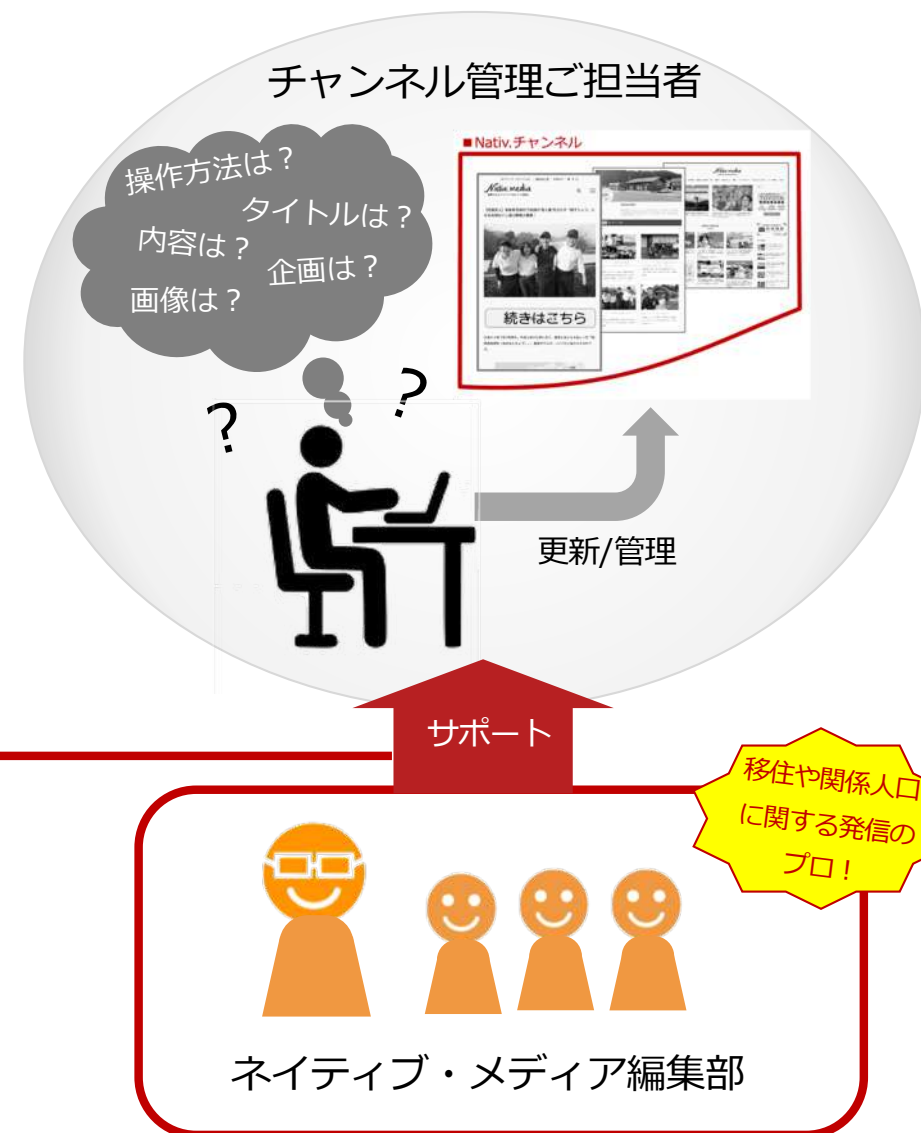 チャンネル管理ご担当者
操作方法は？
タイトルは？
内容は？
企画は？
画像は？
■Nativ.チャンネル
Nativ.media
続きはこちら
?
?
更新/管理
サポート
移住や関係人口
に関する発信の
プロ！
ネイティブ・メディア編集部